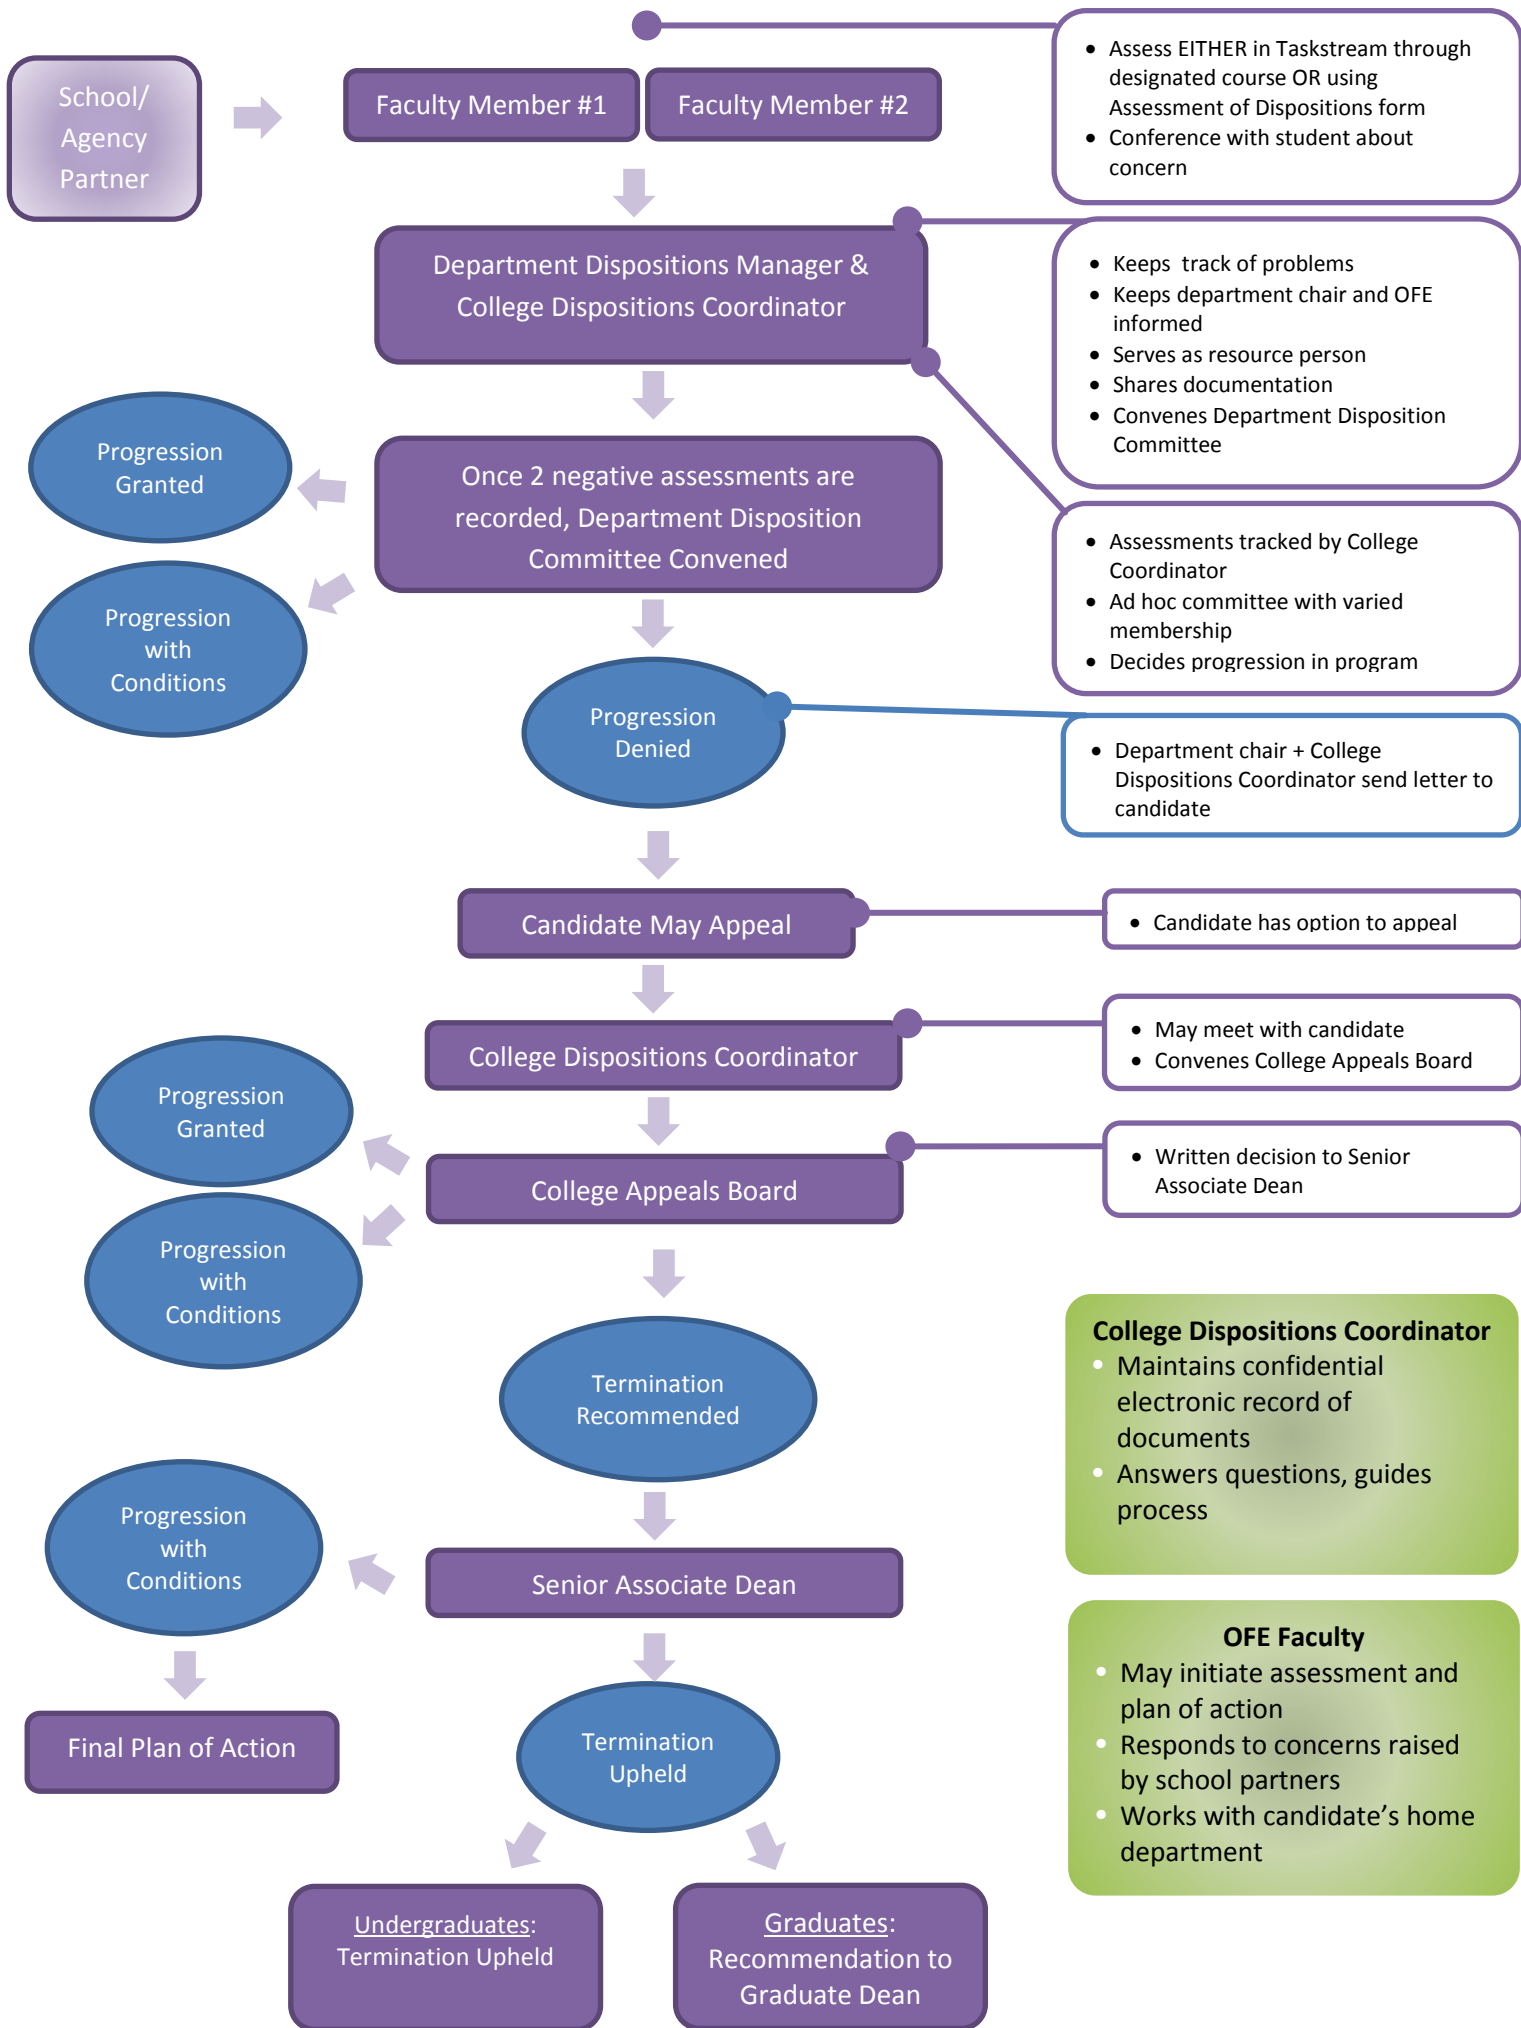 School/
Agency
Partner
Faculty Member #1
Faculty Member #2
• Assess EITHER in Taskstream through
designated course OR using
Assessment of Dispositions form
• Conference with student about
concern
Department Dispositions Manager &
College Dispositions Coordinator
• Keeps track of problems
• Keeps department chair and OFE
informed
• Serves as resource person
• Shares documentation
• Convenes Department Disposition
Committee
Progression
Granted
Once 2 negative assessments are
recorded, Department Disposition
Committee Convened
Progression
with
Conditions
• Assessments tracked by College
Coordinator
• Ad hoc committee with varied
membership
• Decides progression in program
Progression
Denied
• Department chair + College
Dispositions Coordinator send letter to
candidate
Candidate May Appeal
• Candidate has option to appeal
College Dispositions Coordinator
• May meet with candidate
• Convenes College Appeals Board
Progression
Granted
College Appeals Board
• Written decision to Senior
Associate Dean
Progression
with
Conditions
Termination
Recommended
College Dispositions Coordinator
• Maintains confidential
electronic record of
documents
• Answers questions, guides
process
Progression
with
Conditions
Senior Associate Dean
Final Plan of Action
Termination
Upheld
OFE Faculty
• May initiate assessment and
plan of action
• Responds to concerns raised
by school partners
• Works with candidate’s home
department
Undergraduates:
Termination Upheld
Graduates:
Recommendation to
Graduate Dean